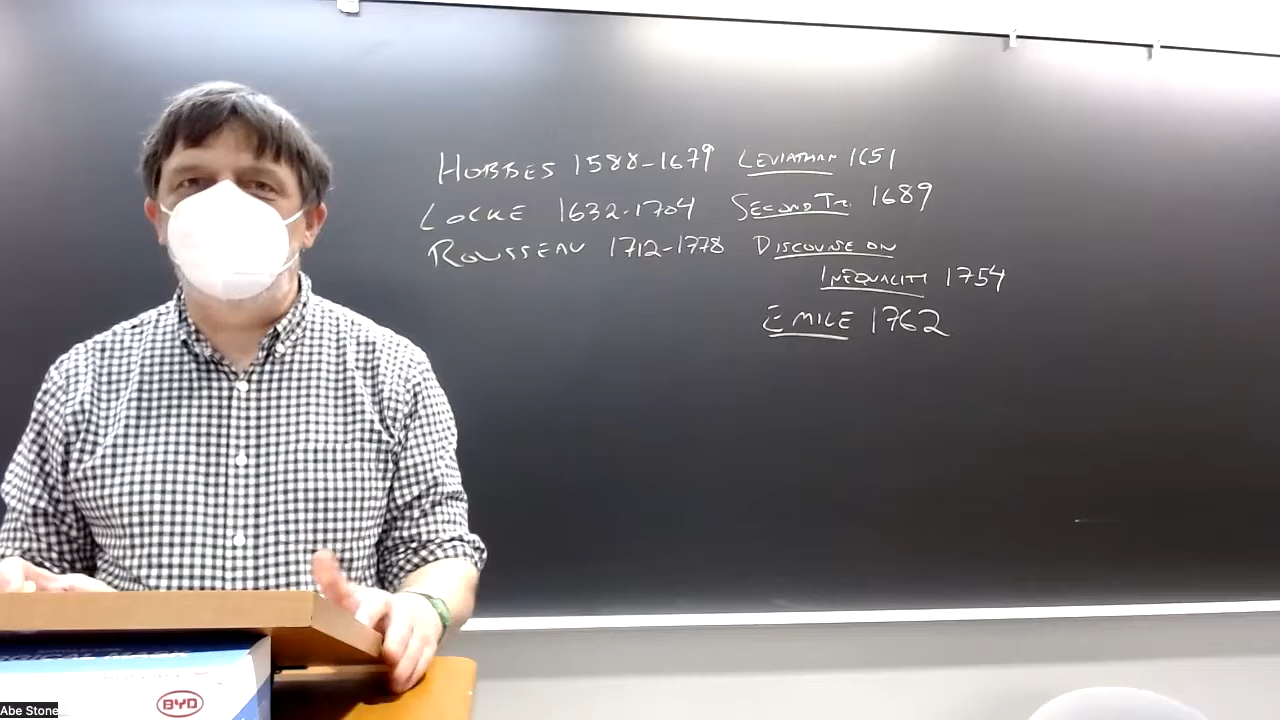 HOBBES 1588-1679 LEVIATHAN 1651
LOCKE 1632-1704 SECOND TR. 1689
ROUSSEAU 1712-1778 DISCOURSE ON
INEQUALITY 1754
EMILE 1762
BYD
Abe Stone